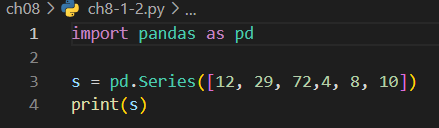 ch08 > ch8-1-2.py > ...
1 import pandas as pd
2
3 s = pd.Series([12, 29, 72,4, 8, 10])
4 print(s)